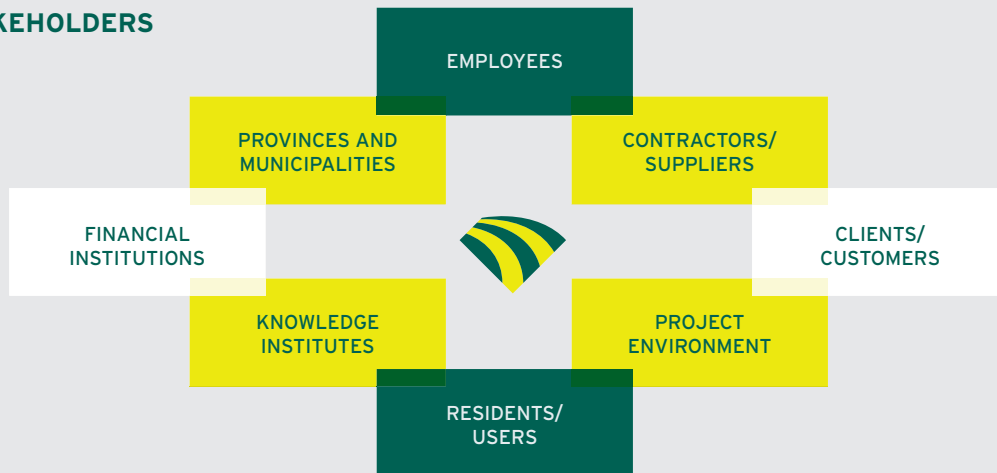 KEHOLDERS
EMPLOYEES
PROVINCES AND
MUNICIPALITIES
CONTRACTORS/
SUPPLIERS
FINANCIAL
INSTITUTIONS
CLIENTS/
CUSTOMERS
KNOWLEDGE
INSTITUTES
PROJECT
ENVIRONMENT
RESIDENTS/
USERS